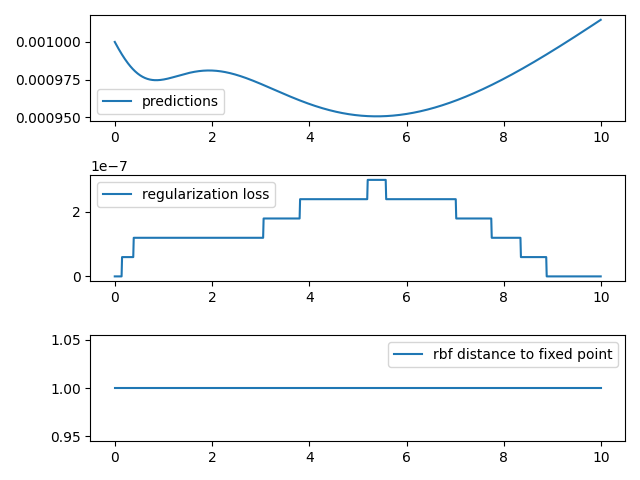 0.001000
0.000975
0.000950
predictions
0 2 4 6 8 10
1e−7
2
0
regularization loss
0 2 4 6 8 10
1.05
1.00
0.95
rbf distance to fixed point
0 2 4 6 8 10